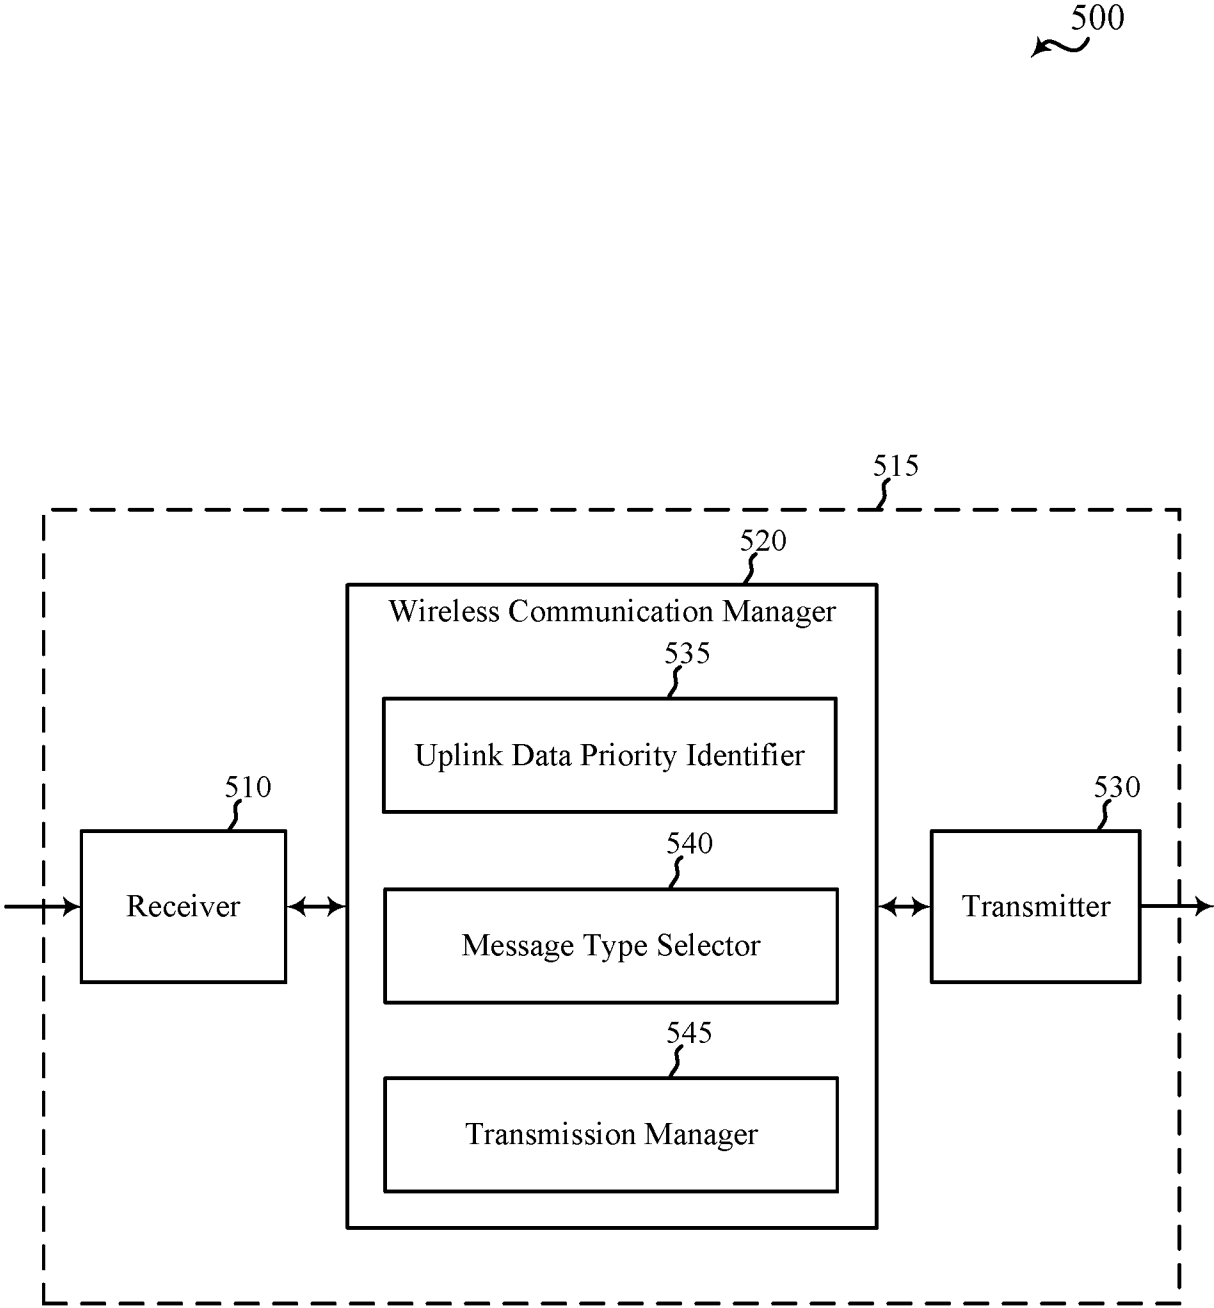 500
515
520
Wireless Communication Manager
535
Uplink Data Priority Identifier
510
Receiver
540
Message Type Selector
530
Transmitter
545
Transmission Manager